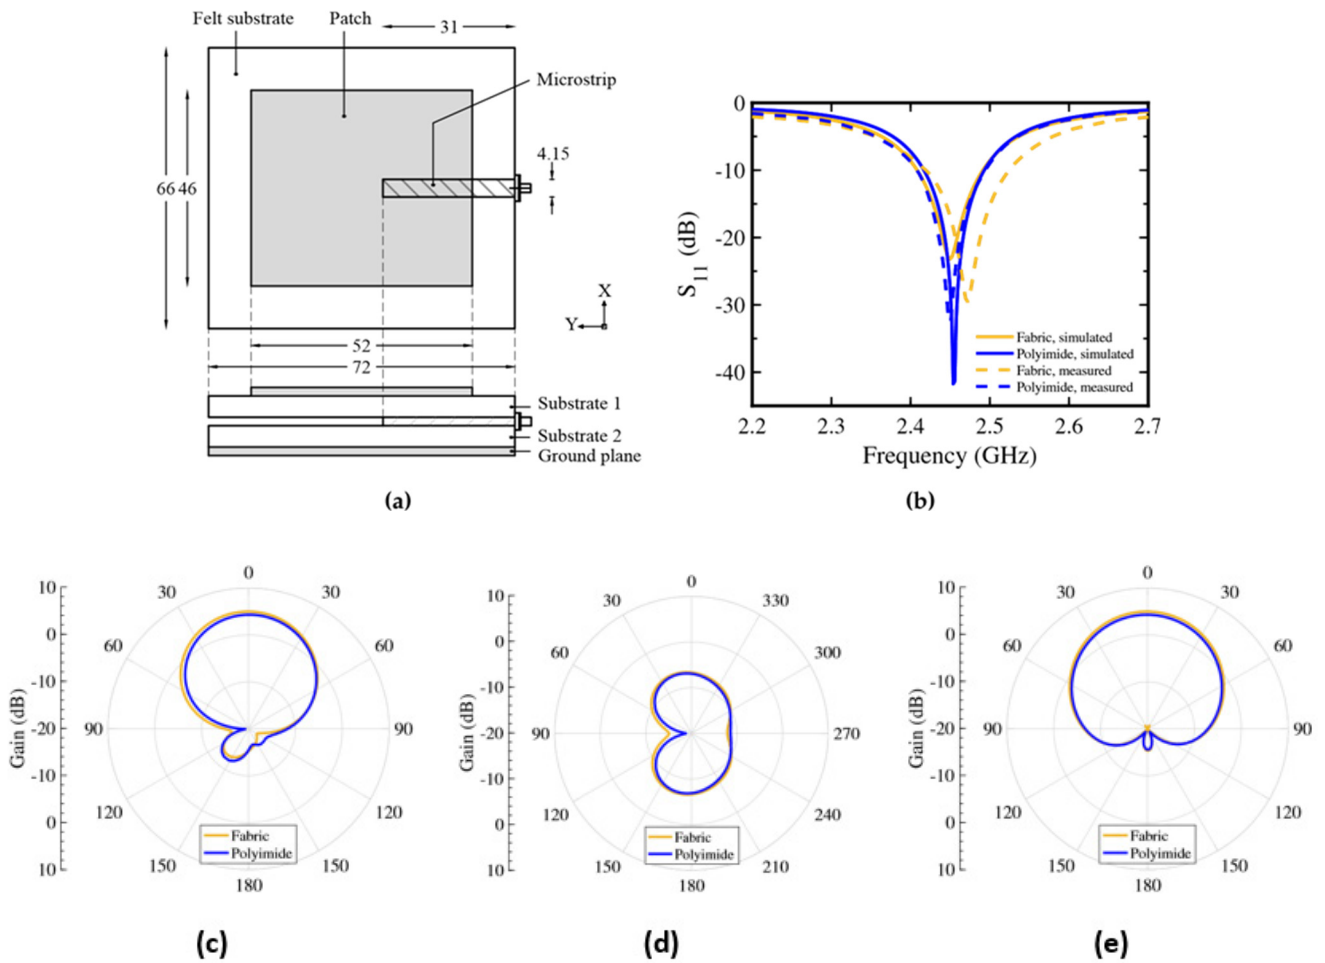 Felt substrate
Patch
31
Microstrip
4.15
66 46
X
Y
52
72
Substrate 1
Substrate 2
Ground plane
(a)
0
-10
-20
-30
-40
S11 (dB)
Fabric, simulated
Polyimide, simulated
Fabric, measured
Polyimide, measured
2.2 2.3 2.4 2.5 2.6 2.7
Frequency (GHz)
(b)
10
0
-10
-20
-10
0
10
Gain (dB)
0
30 30
60 60
90 90
120 120
150 150
180
Fabric
Polyimide
(c)
10
0
-10
-20
-10
0
10
Gain (dB)
0
30 330
60 300
90 270
120 240
150 210
180
Fabric
Polyimide
(d)
10
0
-10
-20
-10
0
10
Gain (dB)
0
30 30
60 60
90 90
120 120
150 150
180
Fabric
Polyimide
(e)